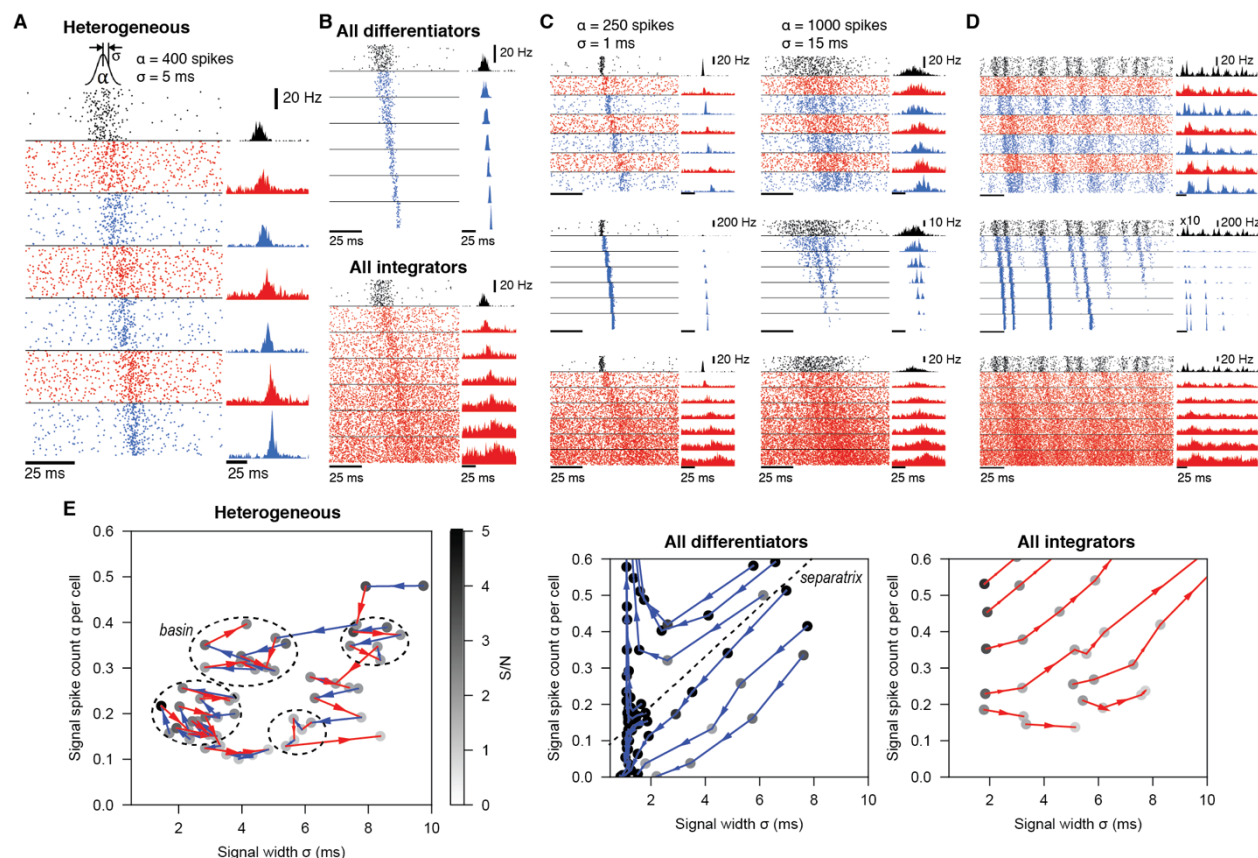 A
Heterogeneous
σ
α
α = 400 spikes
σ = 5 ms
20 Hz
25 ms
B
All differentiators
20 Hz
25 ms
25 ms
All integrators
20 Hz
25 ms
25 ms
C
α = 250 spikes
σ = 1 ms
20 Hz
α = 1000 spikes
σ = 15 ms
20 Hz
200 Hz
10 Hz
20 Hz
20 Hz
25 ms
25 ms
25 ms
25 ms
D
20 Hz
x10
200 Hz
20 Hz
25 ms
25 ms
E
Heterogeneous
Signal spike count α per cell
0.6
0.5
0.4
0.3
0.2
0.1
0.0
basin
2
4
6
8
10
Signal width σ (ms)
5
4
3
2
1
0
S/N
All differentiators
Signal spike count α per cell
0.6
0.5
0.4
0.3
0.2
0.1
0.0
separatrix
2
4
6
8
10
Signal width σ (ms)
All integrators
Signal spike count α per cell
0.6
0.5
0.4
0.3
0.2
0.1
0.0
2
4
6
8
10
Signal width σ (ms)